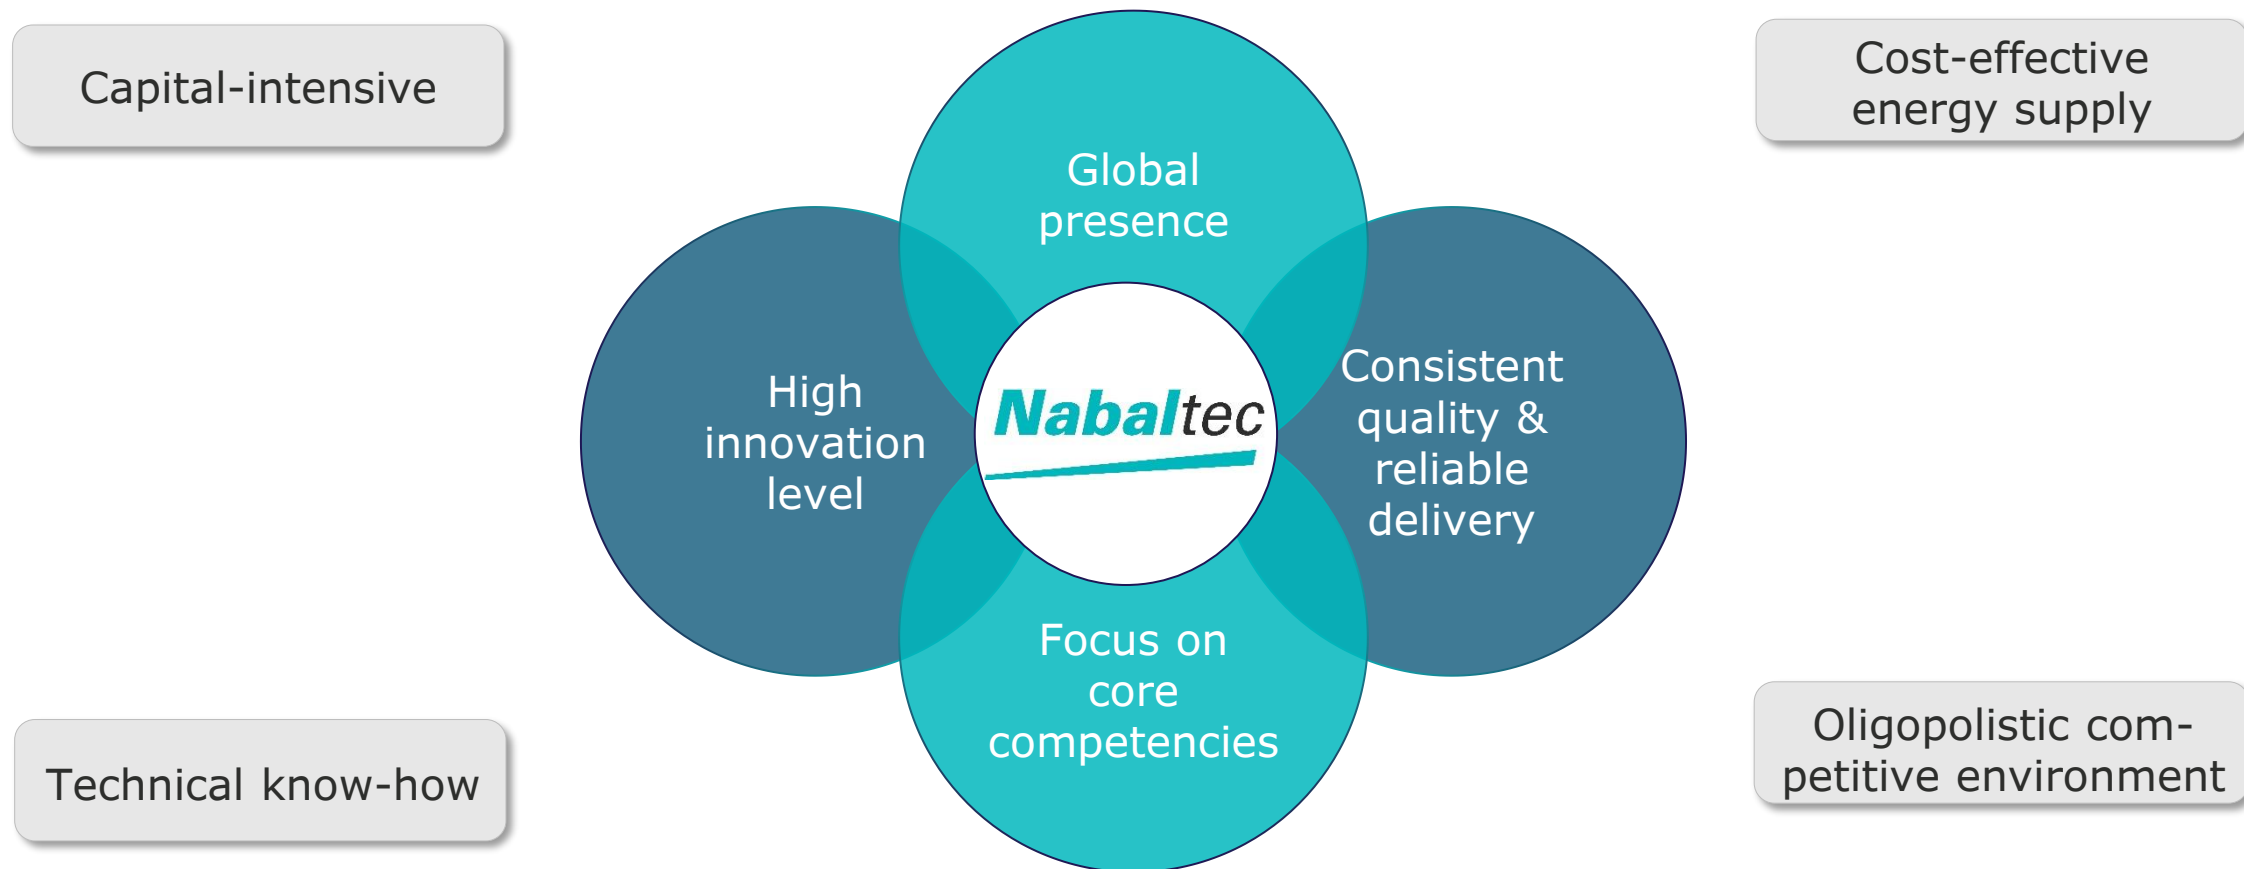 Capital-intensive
Cost-effective
energy supply
Global
presence
High
innovation
level
Nabaltec
Consistent
quality &
reliable
delivery
Focus on
core
competencies
Technical know-how
Oligopolistic com-
petitive environment